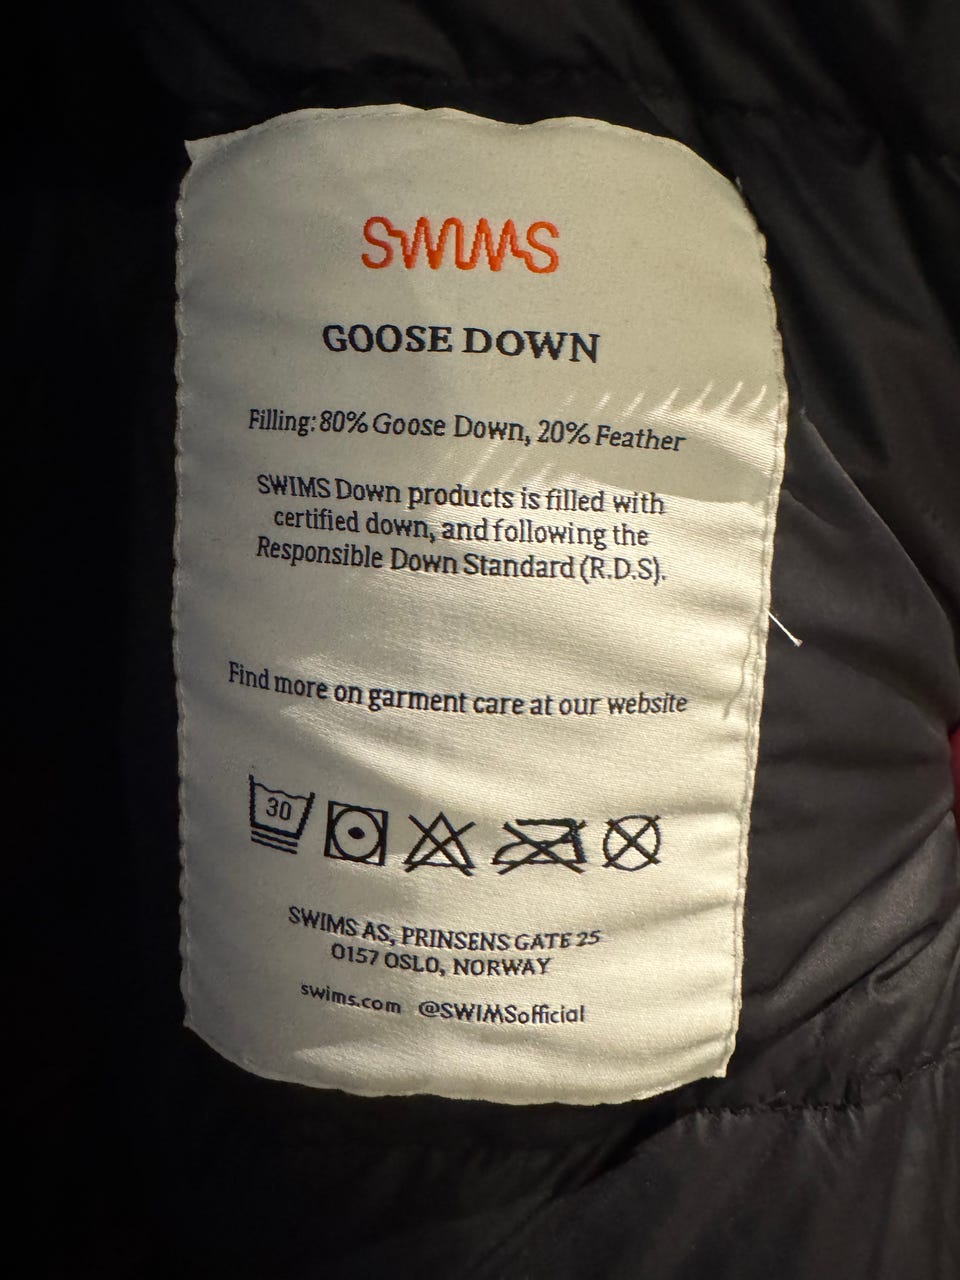 SWIMS
GOOSE DOWN
Filling: 80% Goose Down, 20% Feather
SWIMS Down products is filled with
certified down, and following the
Responsible Down Standard (R.D.S).
Find more on garment care at our website
30
SWIMS AS, PRINSENS GATE 25
0157 OSLO, NORWAY
swims.com @SWIMSofficial